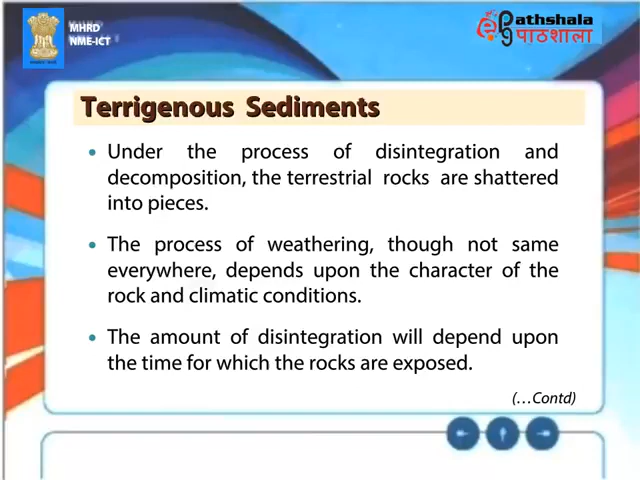 MHRD
NME-ICT
Pathshala
पाठशाला
Terrigenous Sediments
• Under the process of disintegration and
decomposition, the terrestrial rocks are shattered
into pieces.
• The process of weathering, though not same
everywhere, depends upon the character of the
rock and climatic conditions.
• The amount of disintegration will depend upon
the time for which the rocks are exposed.
(...Contd)